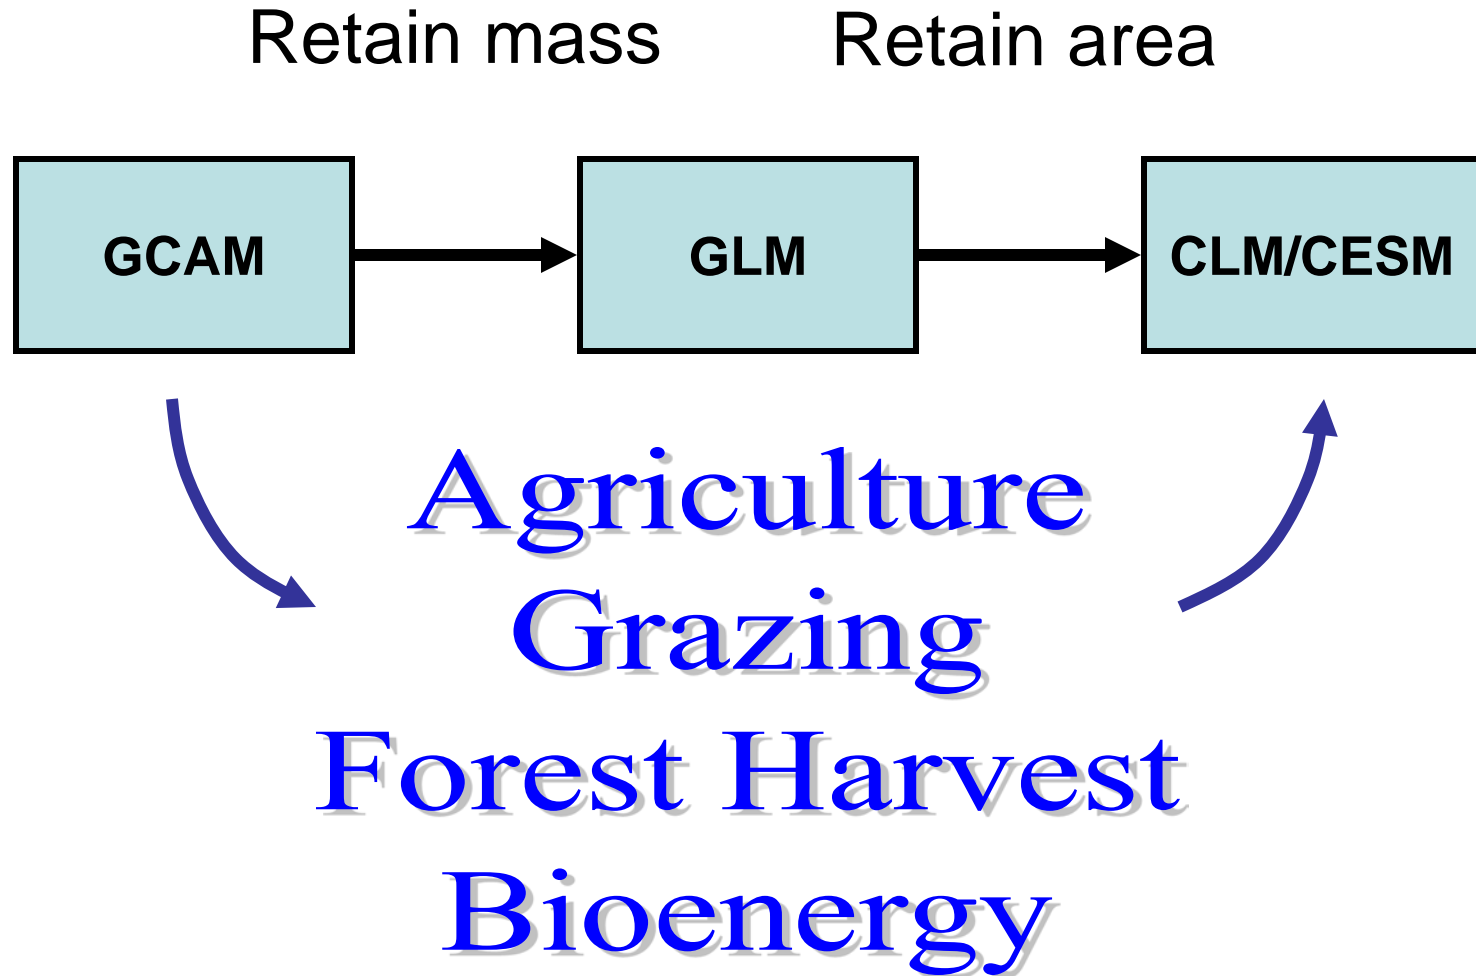 Retain mass Retain area
GCAM GLM CLM/CESM
Agriculture
Grazing
Forest Harvest
Bioenergy